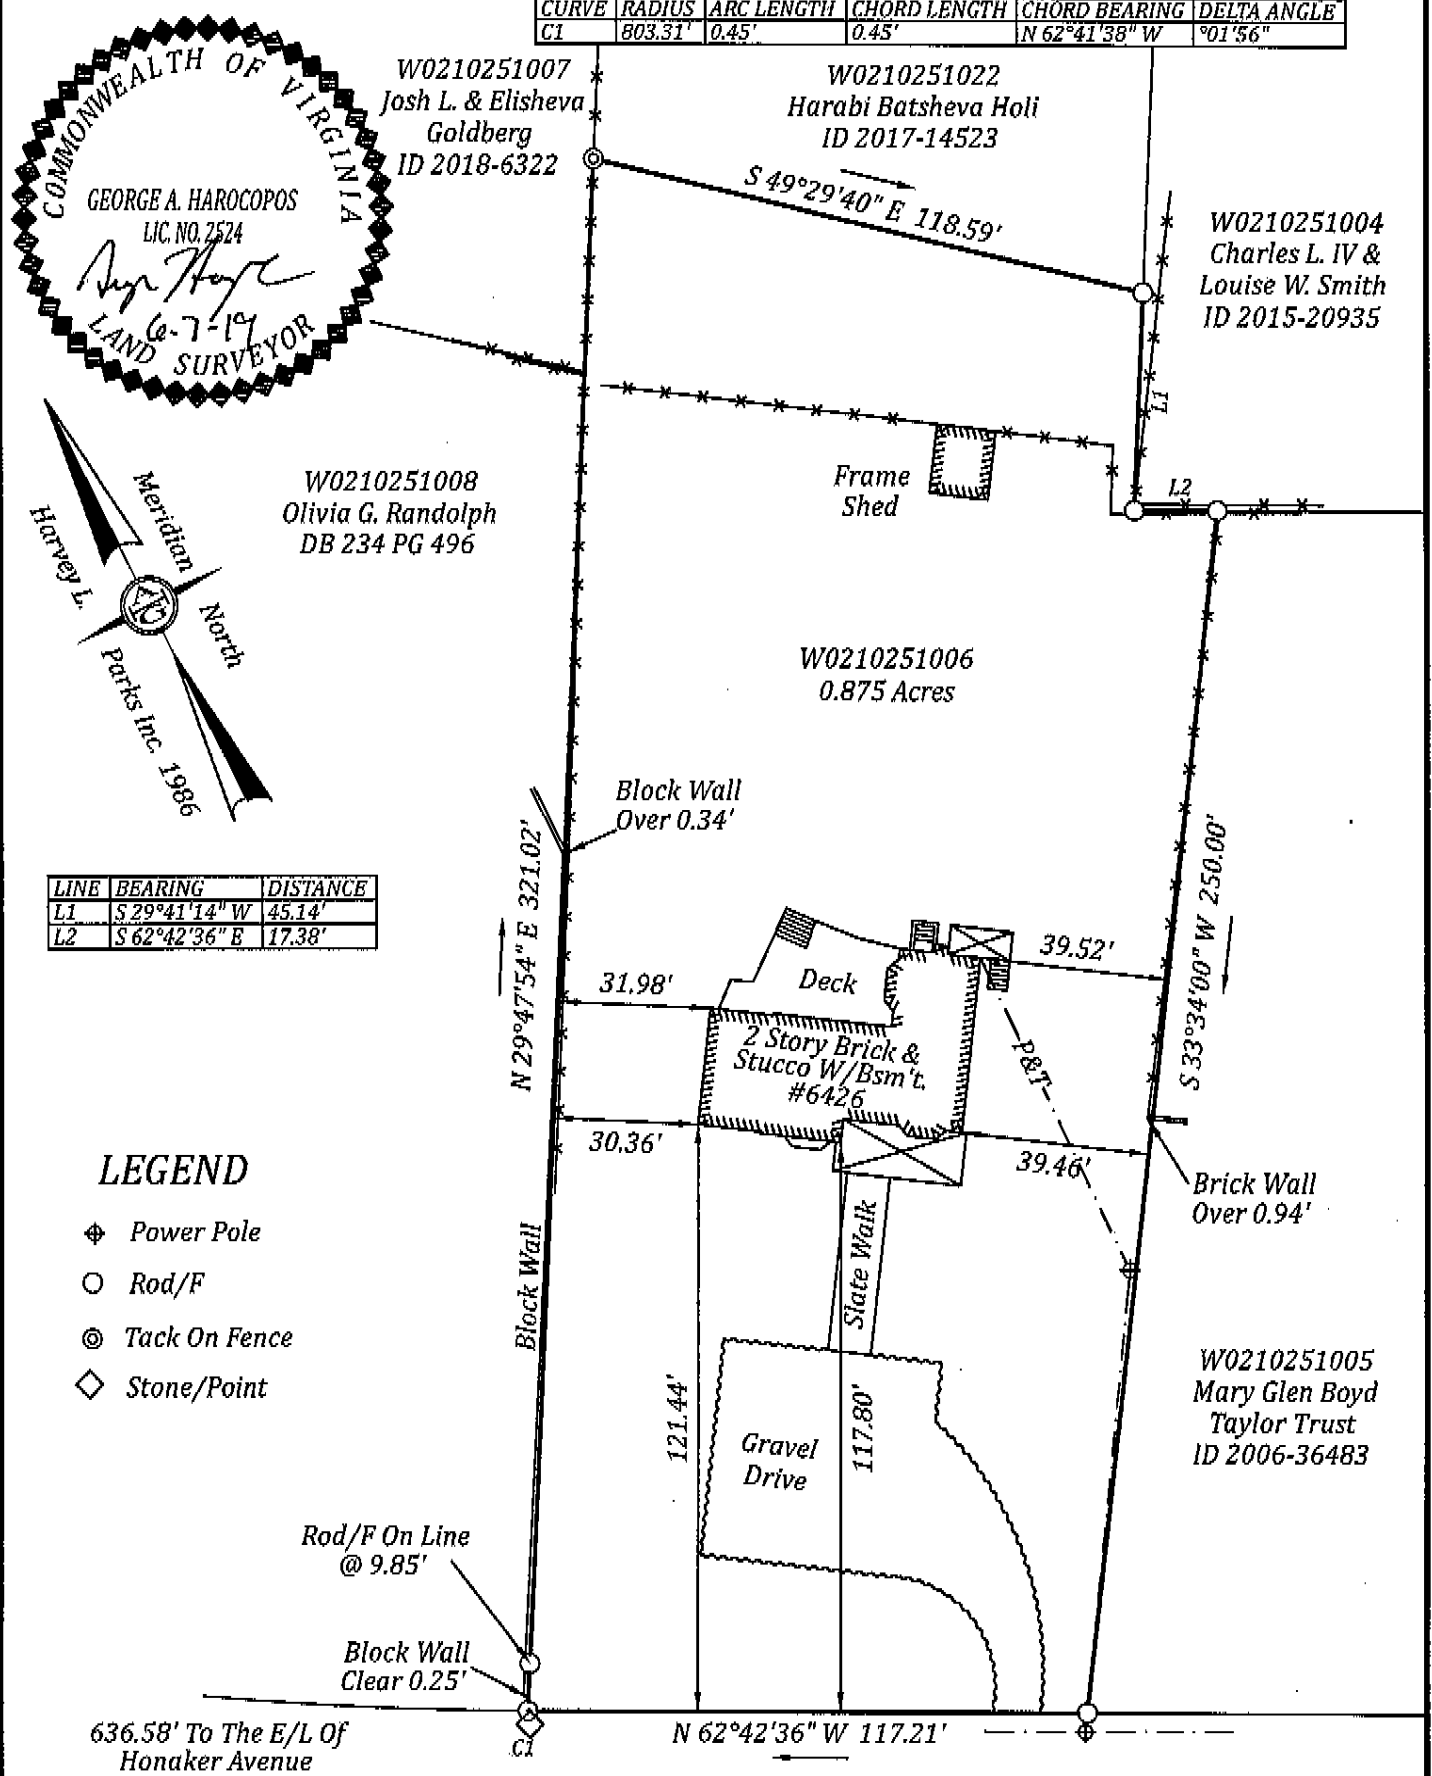 CURVE RADIUS ARC LENGTH CHORD LENGTH CHORD BEARING DELTA ANGLE
C1 803.31' 0.45' 0.45' N 62°41'38" W °01'56"
COMMONWEALTH OF VIRGINIA
GEORGE A. HAROCOPOS
LIC. NO. 2524
6-7-19
LAND SURVEYOR
W0210251007
Josh L. & Elisheva
Goldberg
ID 2018-6322
W0210251022
Harabi Batsheva Holi
ID 2017-14523
S 49°29'40" E 118.59'
W0210251004
Charles L. IV &
Louise W. Smith
ID 2015-20935
L1
L2
Frame
Shed
W0210251008
Olivia G. Randolph
DB 234 PG 496
Meridian
North
Harvey L.
Parks Inc. 1986
W0210251006
0.875 Acres
Block Wall
Over 0.34'
N 29°47'54" E 321.02'
S 33°34'00" W 250.00'
LINE BEARING DISTANCE
L1 S 29°41'14" W 45.14'
L2 S 62°42'36" E 17.38'
31.98'
Deck
39.52'
2 Story Brick &
Stucco W/Bsm't.
#6426
P&T
30.36'
39.46'
Brick Wall
Over 0.94'
LEGEND
Power Pole
Rod/F
Tack On Fence
Stone/Point
Block Wall
Slate Walk
121.44'
117.80'
Gravel
Drive
W0210251005
Mary Glen Boyd
Taylor Trust
ID 2006-36483
Rod/F On Line
@ 9.85'
Block Wall
Clear 0.25'
636.58' To The E/L Of
Honaker Avenue
C1
N 62°42'36" W 117.21'